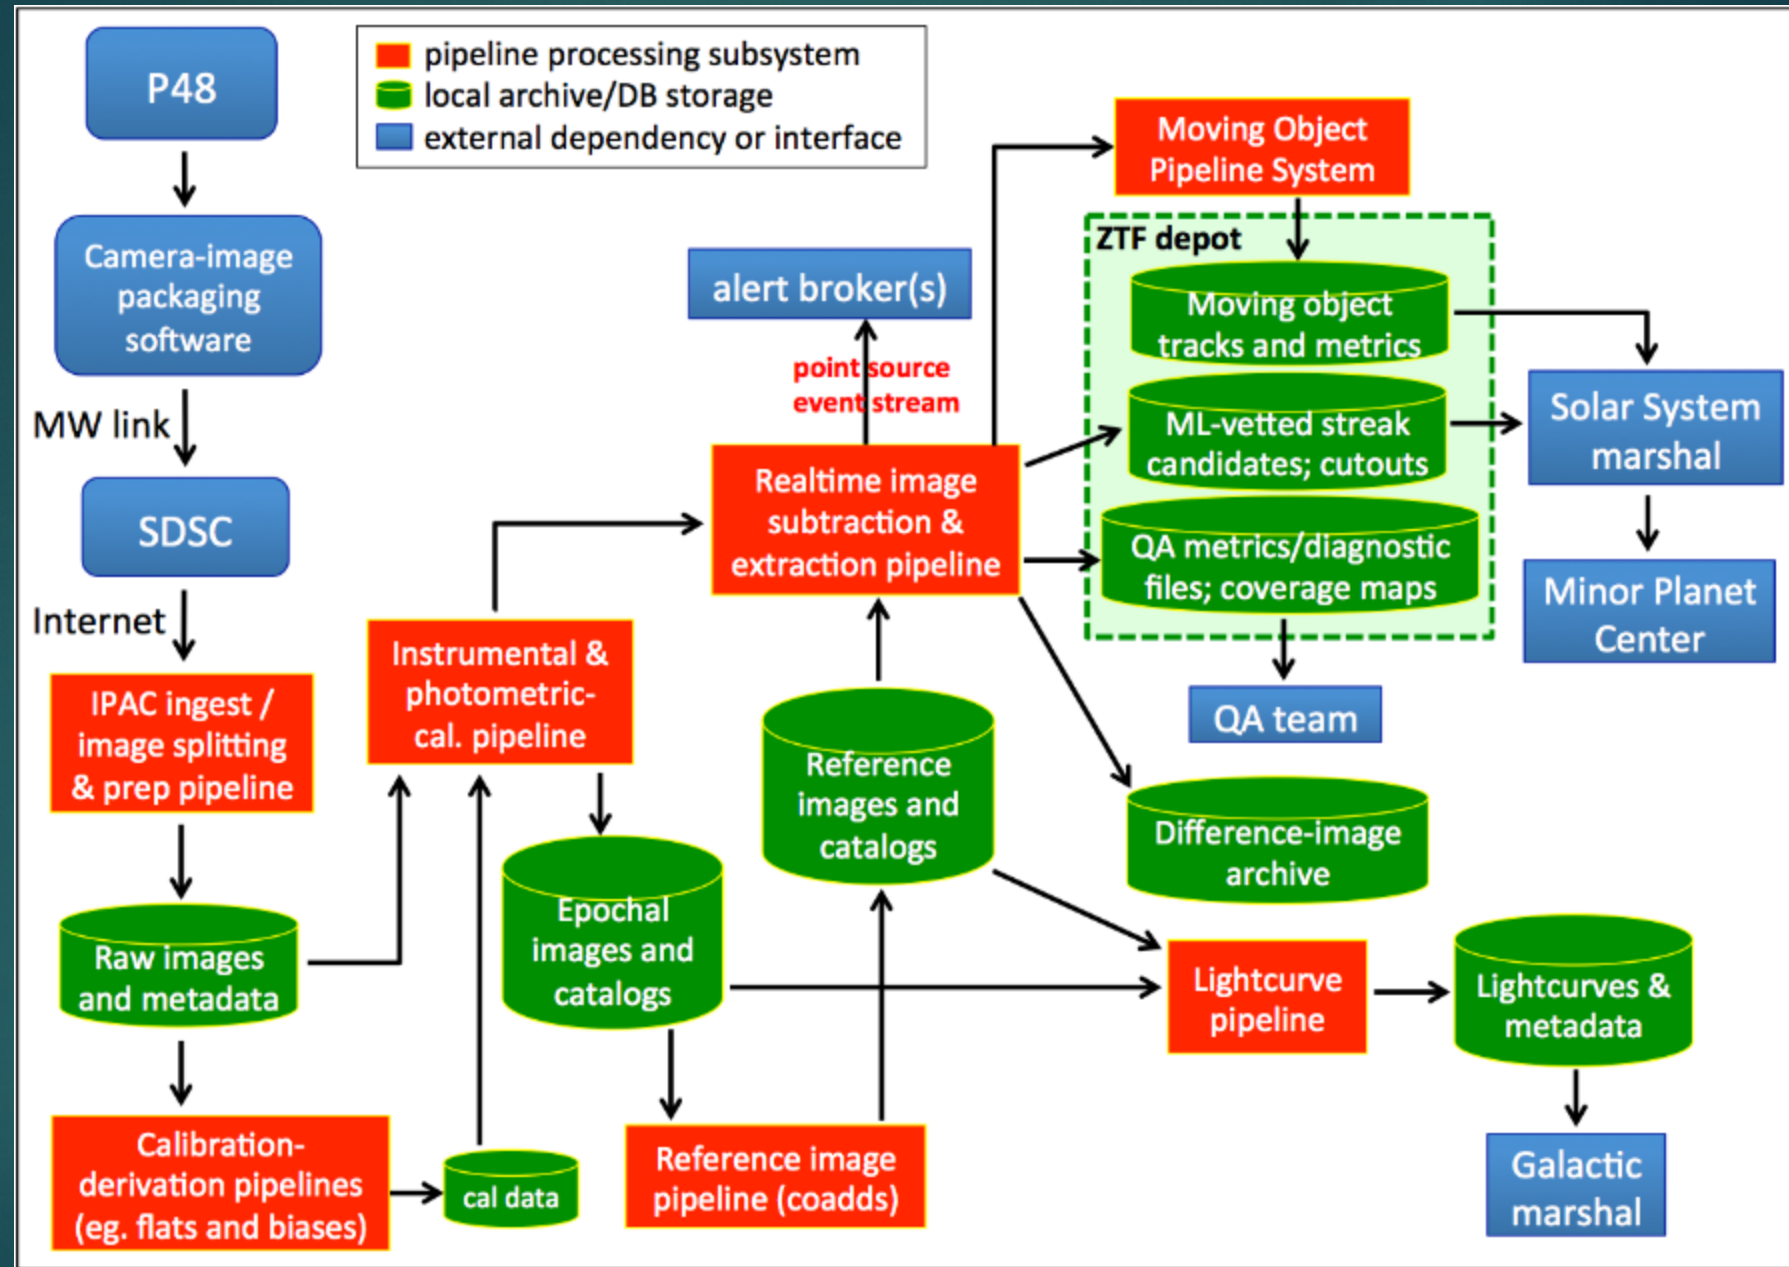 P48
pipeline processing subsystem
local archive/DB storage
external dependency or interface
Camera-image
packaging
software
MW link
SDSC
Internet
IPAC ingest /
image splitting
& prep pipeline
Raw images
and metadata
Calibration-
derivation pipelines
(eg. flats and biases)
cal data
Instrumental &
photometric-
cal. pipeline
Epochal
images and
catalogs
Reference image
pipeline (coadds)
Reference
images and
catalogs
alert broker(s)
point source
event stream
Realtime image
subtraction &
extraction pipeline
Moving Object
Pipeline System
ZTF depot
Moving object
tracks and metrics
ML-vetted streak
candidates; cutouts
QA metrics/diagnostic
files; coverage maps
Solar System
marshal
Minor Planet
Center
QA team
Difference-image
archive
Lightcurve
pipeline
Lightcurves &
metadata
Galactic
marshal